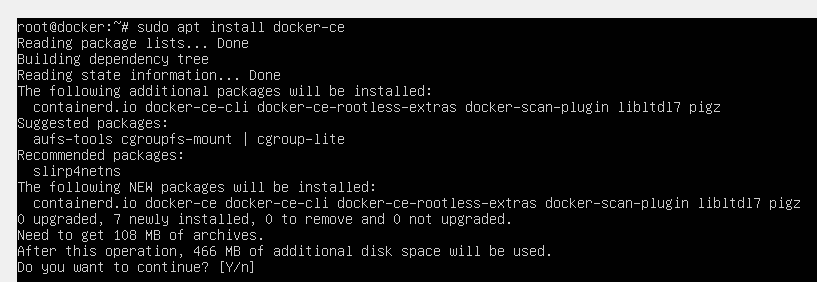 root@docker:~# sudo apt install docker-ce
Reading package lists... Done
Building dependency tree
Reading state information... Done
The following additional packages will be installed:
  containerd.io docker-ce-cli docker-ce-rootless-extras docker-scan-plugin libltdl7 pigz
Suggested packages:
  aufs-tools cgroupfs-mount | cgroup-lite
Recommended packages:
  slirp4netns
The following NEW packages will be installed:
  containerd.io docker-ce docker-ce-cli docker-ce-rootless-extras docker-scan-plugin libltdl7 pigz
0 upgraded, 7 newly installed, 0 to remove and 0 not upgraded.
Need to get 108 MB of archives.
After this operation, 466 MB of additional disk space will be used.
Do you want to continue? [Y/n]